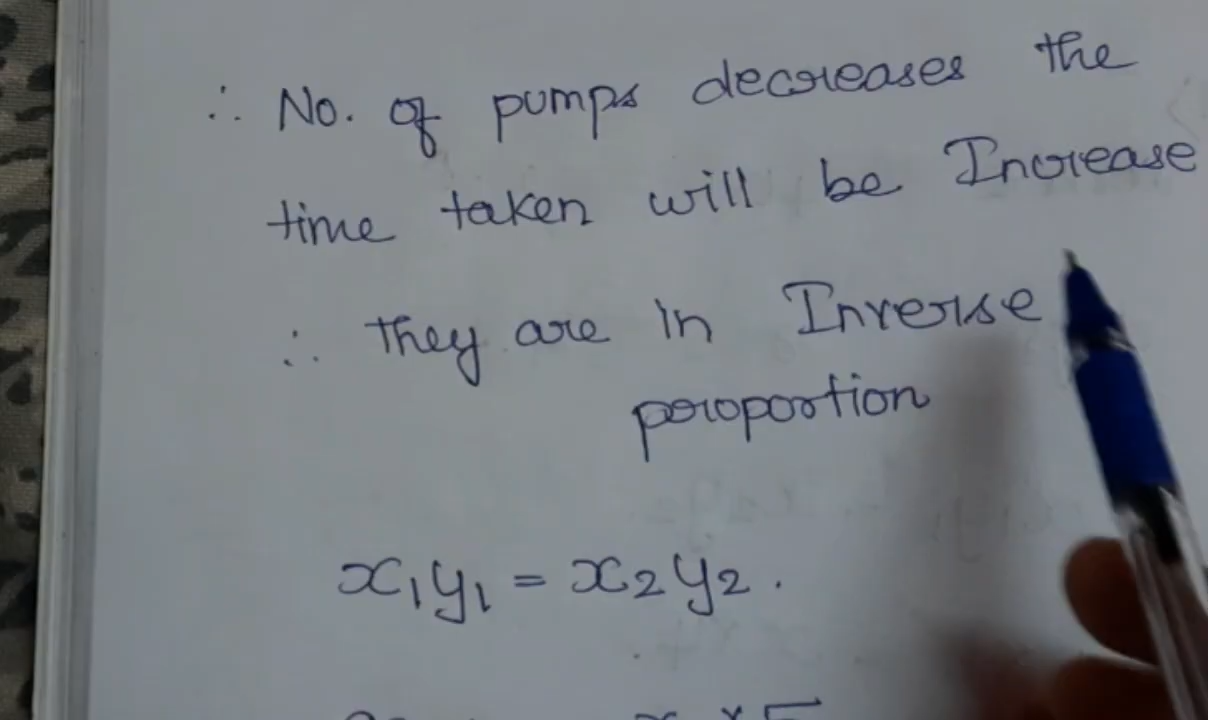 ∴ No. of pumps decreases the
time taken will be Increase
∴ They are in Inverse
proportion
x₁y₁ = x₂y₂.